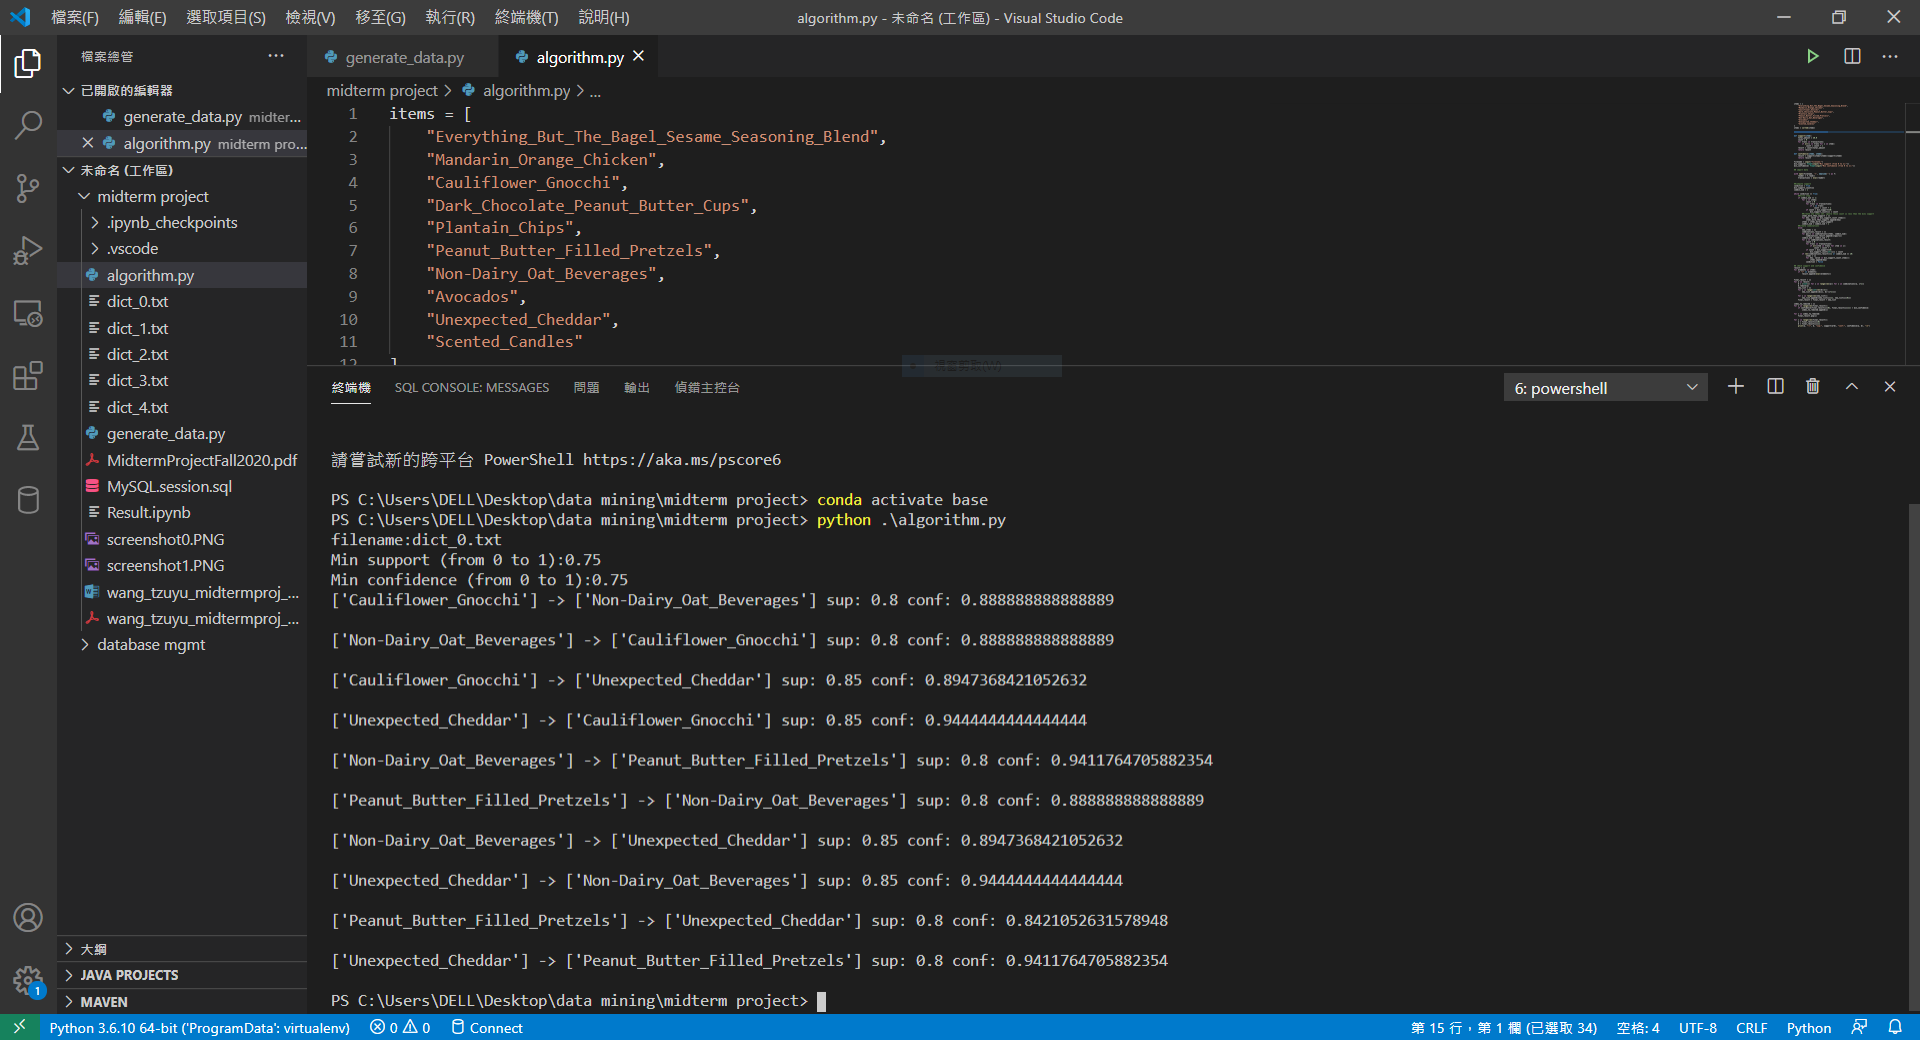 檔案(F) 編輯(E) 選取項目(S) 檢視(V) 移至(G) 執行(R) 終端機(T) 說明(H)
algorithm.py - 未命名 (工作區) - Visual Studio Code
檔案總管
已開啟的編輯器
generate_data.py midter...
algorithm.py midterm pro...
未命名 (工作區)
midterm project
.ipynb_checkpoints
.vscode
algorithm.py
dict_0.txt
dict_1.txt
dict_2.txt
dict_3.txt
dict_4.txt
generate_data.py
MidtermProjectFall2020.pdf
MySQL.session.sql
Result.ipynb
screenshot0.PNG
screenshot1.PNG
wang_tzuyu_midtermproj_...
wang_tzuyu_midtermproj_...
database mgmt
大綱
JAVA PROJECTS
MAVEN
1
generate_data.py
algorithm.py
midterm project > algorithm.py > ...
1 items = [
2 "Everything_But_The_Bagel_Sesame_Seasoning_Blend",
3 "Mandarin_Orange_Chicken",
4 "Cauliflower_Gnocchi",
5 "Dark_Chocolate_Peanut_Butter_Cups",
6 "Plantain_Chips",
7 "Peanut_Butter_Filled_Pretzels",
8 "Non-Dairy_Oat_Beverages",
9 "Avocados",
10 "Unexpected_Cheddar",
11 "Scented_Candles"
12 ]
終端機 SQL CONSOLE: MESSAGES 問題 輸出 偵錯主控台
6: powershell
請嘗試新的跨平台 PowerShell https://aka.ms/pscore6
PS C:\Users\DELL\Desktop\data mining\midterm project> conda activate base
PS C:\Users\DELL\Desktop\data mining\midterm project> python .\algorithm.py
filename:dict_0.txt
Min support (from 0 to 1):0.75
Min confidence (from 0 to 1):0.75
['Cauliflower_Gnocchi'] -> ['Non-Dairy_Oat_Beverages'] sup: 0.8 conf: 0.888888888888889
['Non-Dairy_Oat_Beverages'] -> ['Cauliflower_Gnocchi'] sup: 0.8 conf: 0.888888888888889
['Cauliflower_Gnocchi'] -> ['Unexpected_Cheddar'] sup: 0.85 conf: 0.8947368421052632
['Unexpected_Cheddar'] -> ['Cauliflower_Gnocchi'] sup: 0.85 conf: 0.9444444444444444
['Non-Dairy_Oat_Beverages'] -> ['Peanut_Butter_Filled_Pretzels'] sup: 0.8 conf: 0.9411764705882354
['Peanut_Butter_Filled_Pretzels'] -> ['Non-Dairy_Oat_Beverages'] sup: 0.8 conf: 0.888888888888889
['Non-Dairy_Oat_Beverages'] -> ['Unexpected_Cheddar'] sup: 0.85 conf: 0.8947368421052632
['Unexpected_Cheddar'] -> ['Non-Dairy_Oat_Beverages'] sup: 0.85 conf: 0.9444444444444444
['Peanut_Butter_Filled_Pretzels'] -> ['Unexpected_Cheddar'] sup: 0.8 conf: 0.8421052631578948
['Unexpected_Cheddar'] -> ['Peanut_Butter_Filled_Pretzels'] sup: 0.8 conf: 0.9411764705882354
PS C:\Users\DELL\Desktop\data mining\midterm project>
Python 3.6.10 64-bit ('ProgramData': virtualenv) 0 0 Connect
第 15 行，第 1 欄 (已選取 34) 空格: 4 UTF-8 CRLF Python